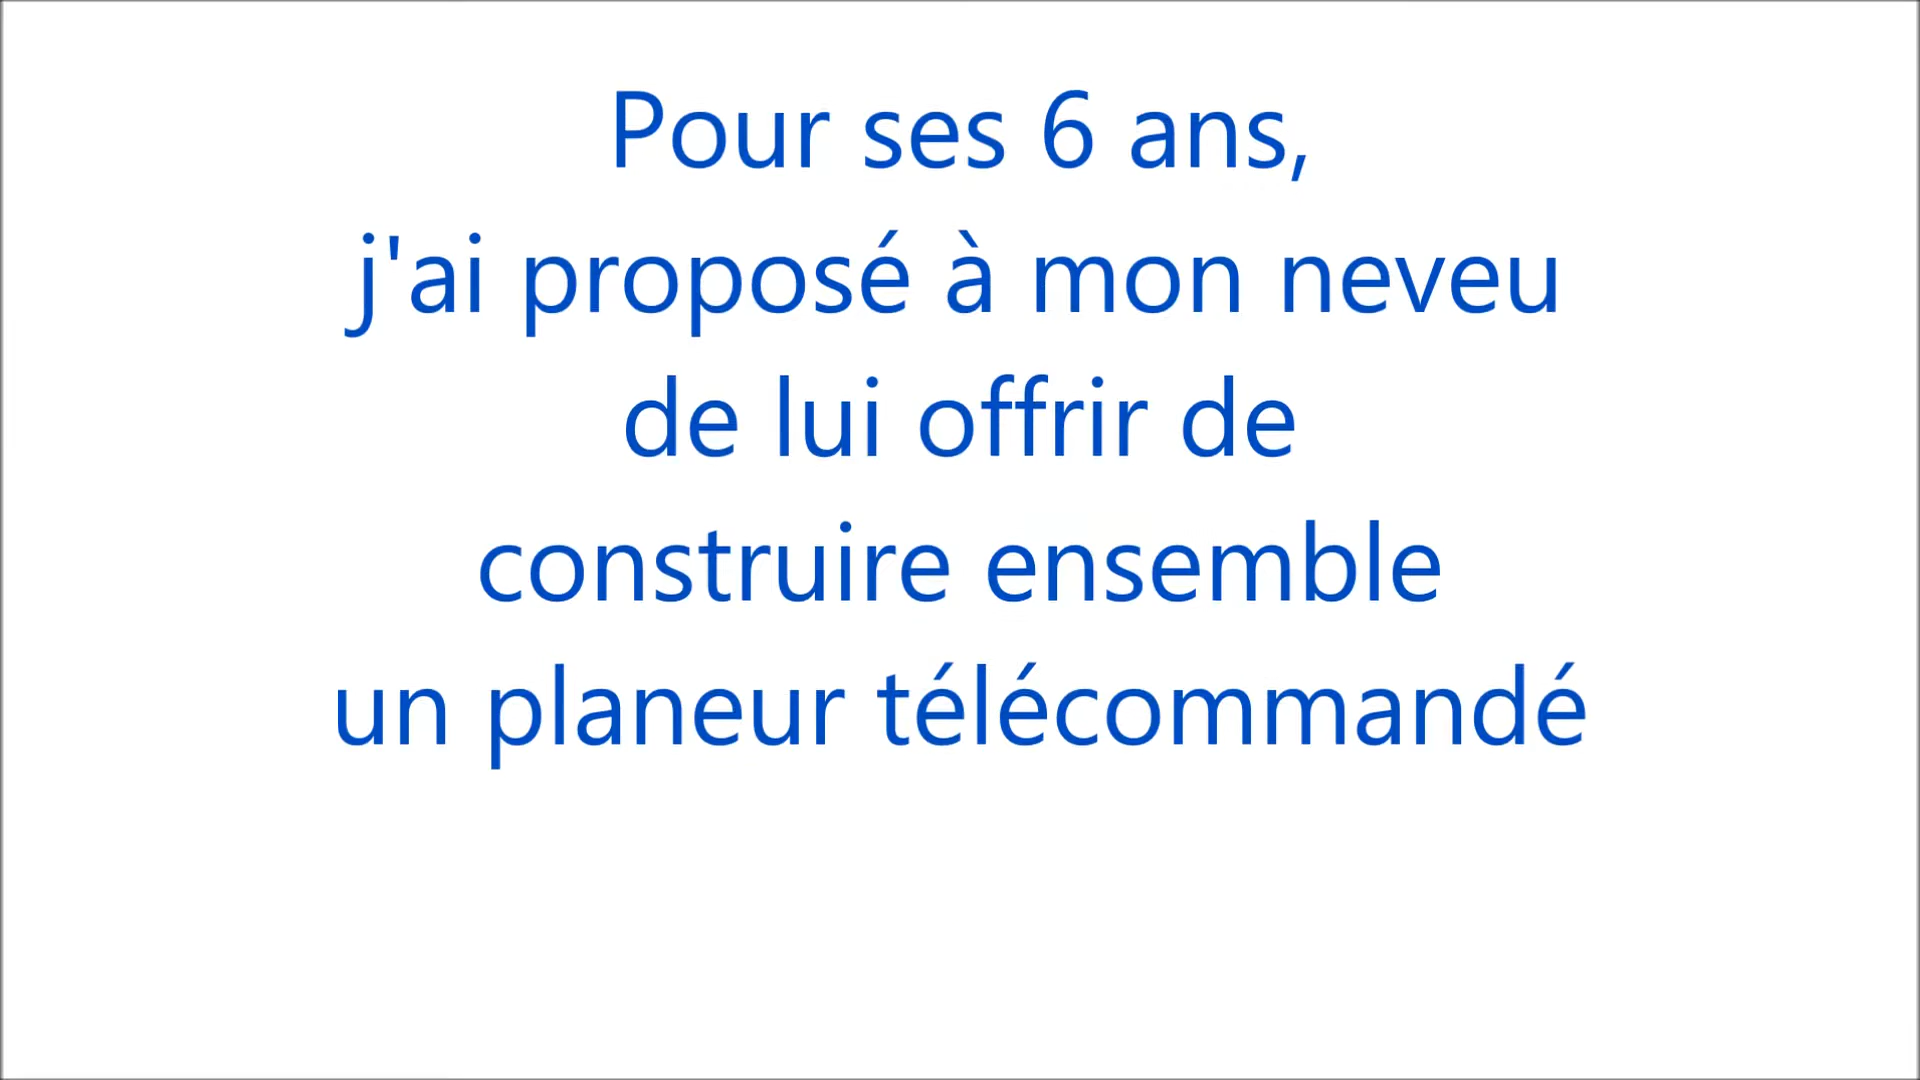 Pour ses 6 ans,
j'ai proposé à mon neveu
de lui offrir de
construire ensemble
un planeur télécommandé